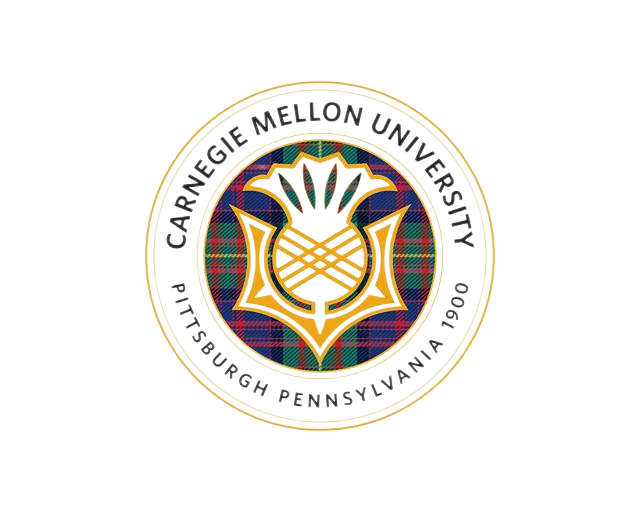 CARNEGIE MELLON UNIVERSITY
PITTSBURGH PENNSYLVANIA 1900